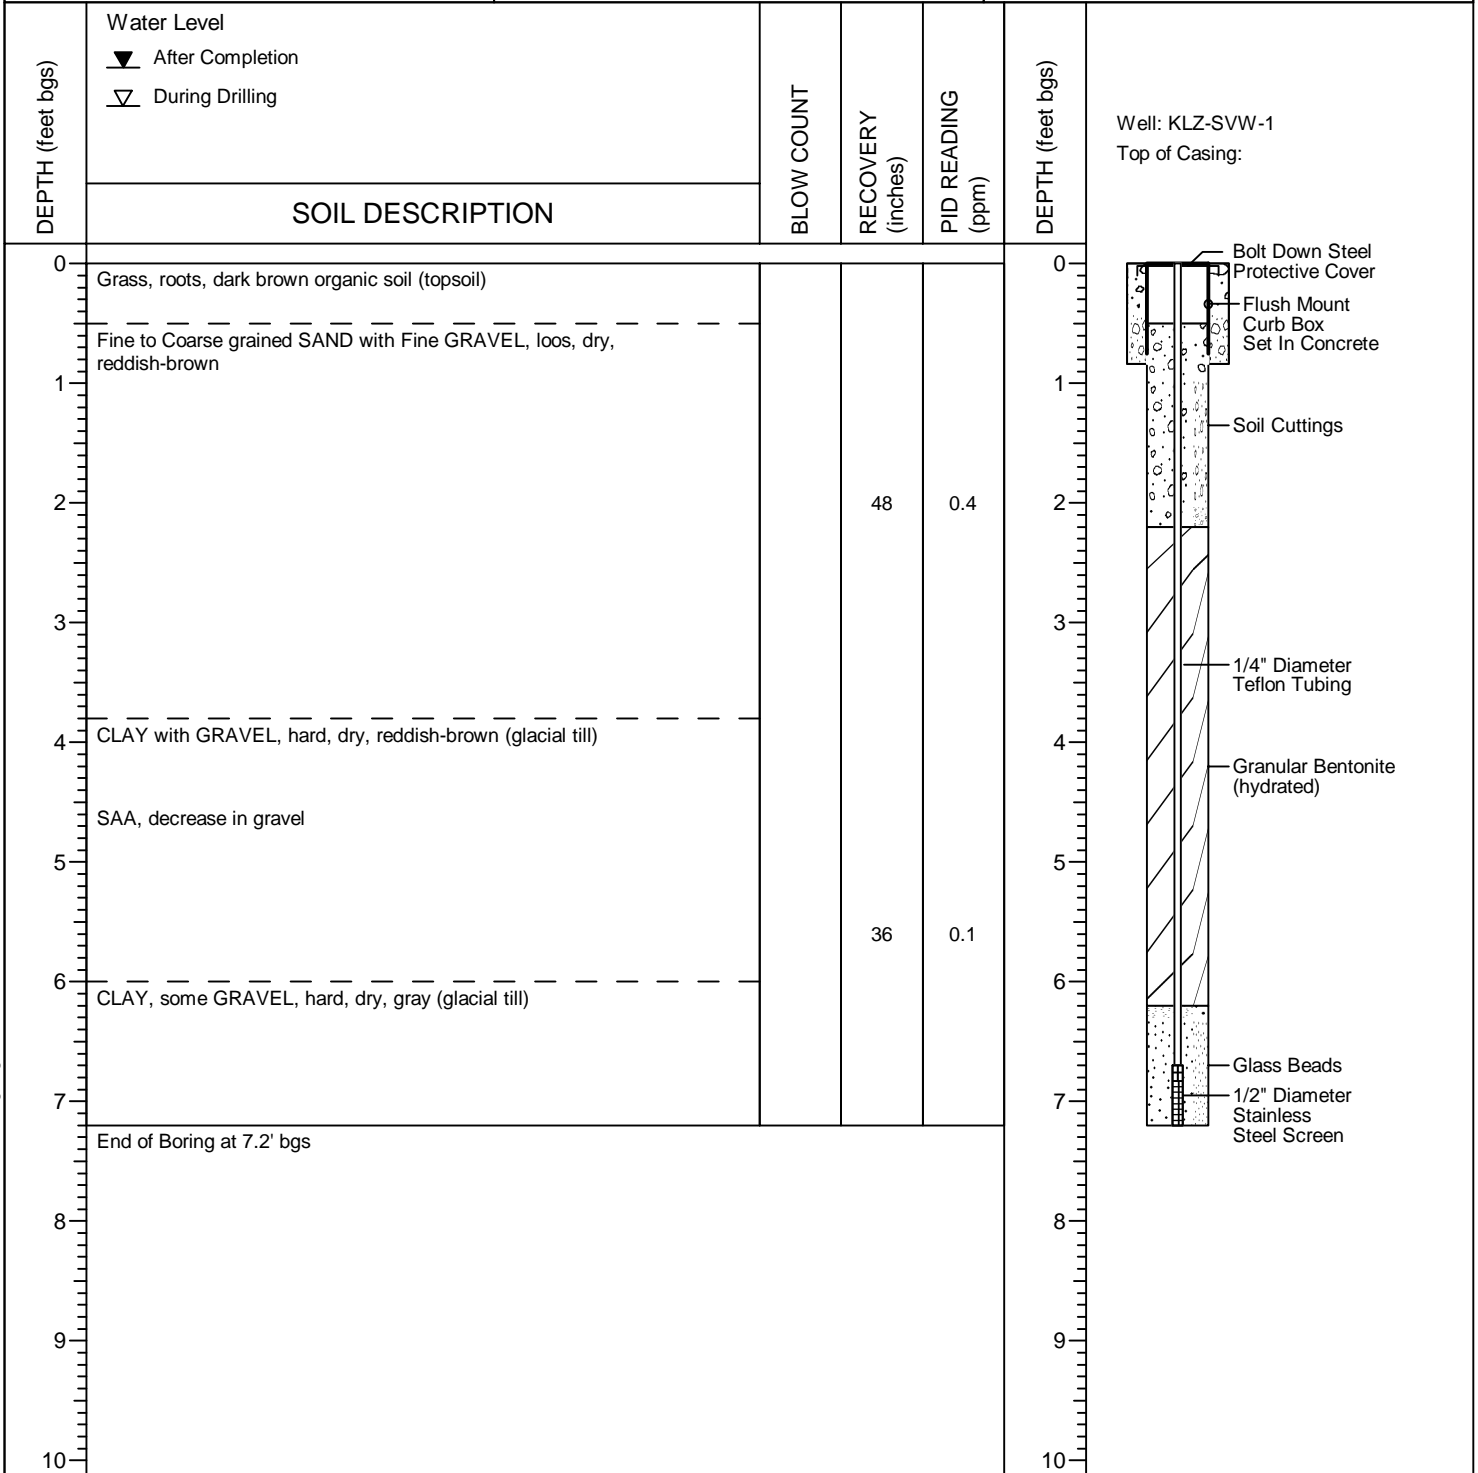 Water Level
After Completion
During Drilling
DEPTH (feet bgs)
SOIL DESCRIPTION
BLOW COUNT
RECOVERY
(inches)
PID READING
(ppm)
DEPTH (feet bgs)
Well: KLZ-SVW-1
Top of Casing:
0
Grass, roots, dark brown organic soil (topsoil)
Fine to Coarse grained SAND with Fine GRAVEL, loos, dry,
reddish-brown
1
2
48
0.4
3
CLAY with GRAVEL, hard, dry, reddish-brown (glacial till)
4
SAA, decrease in gravel
5
36
0.1
6
CLAY, some GRAVEL, hard, dry, gray (glacial till)
7
End of Boring at 7.2' bgs
8
9
10
0
1
2
3
4
5
6
7
8
9
10
Bolt Down Steel
Protective Cover
Flush Mount
Curb Box
Set In Concrete
Soil Cuttings
1/4" Diameter
Teflon Tubing
Granular Bentonite
(hydrated)
Glass Beads
1/2" Diameter
Stainless
Steel Screen